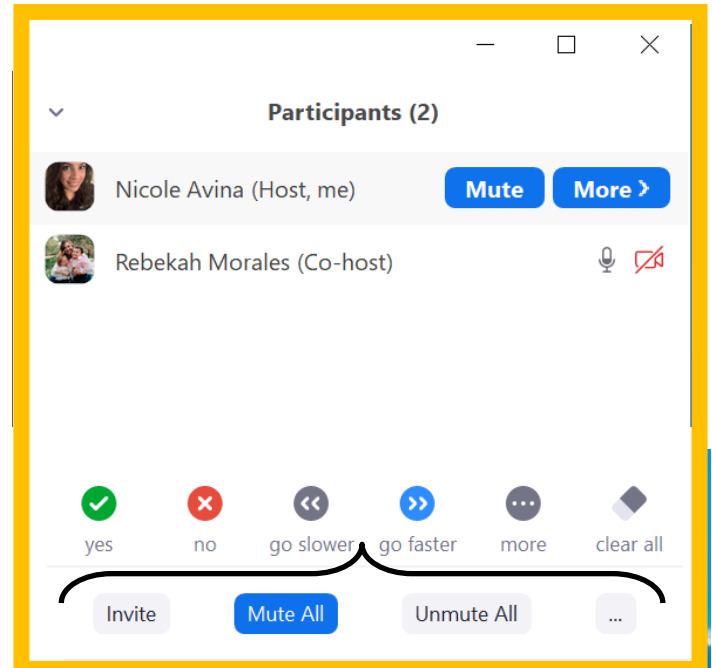 Participants (2)
Nicole Avina (Host, me) Mute More >
Rebekah Morales (Co-host)
yes no go slower go faster more clear all
Invite Mute All Unmute All ...